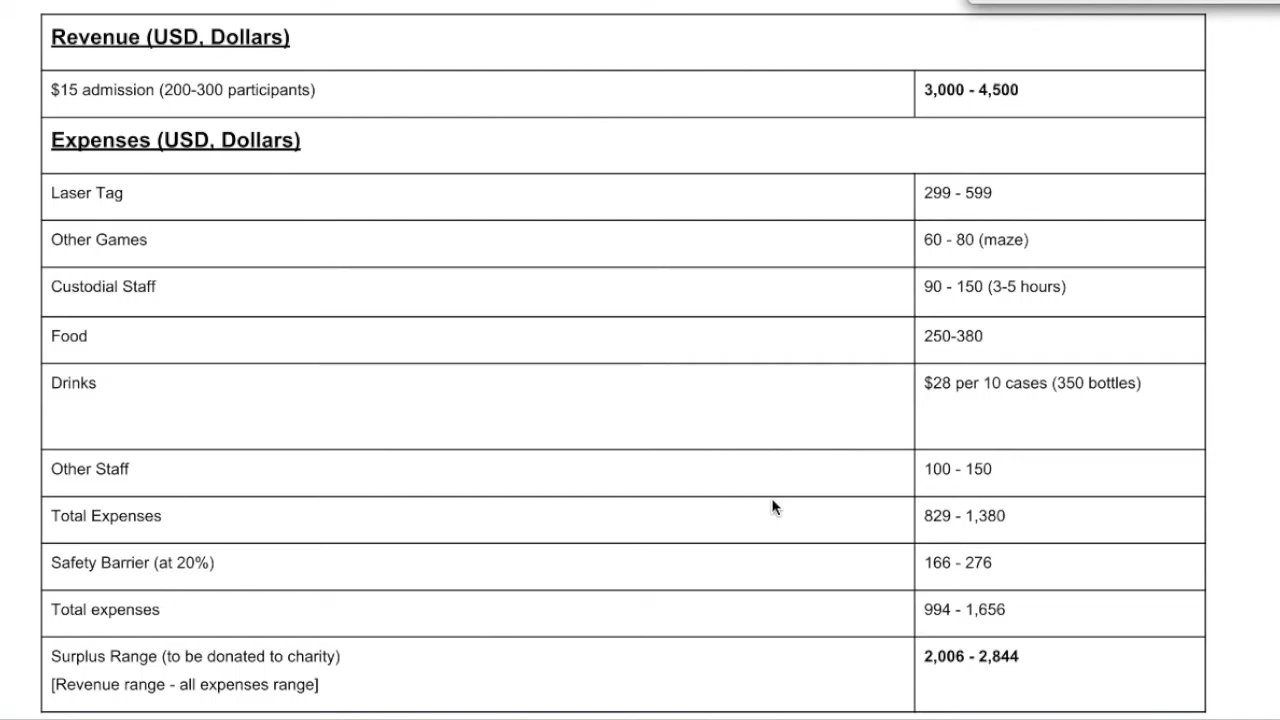 Revenue (USD, Dollars)
$15 admission (200-300 participants) 3,000 - 4,500
Expenses (USD, Dollars)
Laser Tag 299 - 599
Other Games 60 - 80 (maze)
Custodial Staff 90 - 150 (3-5 hours)
Food 250-380
Drinks $28 per 10 cases (350 bottles)
Other Staff 100 - 150
Total Expenses 829 - 1,380
Safety Barrier (at 20%) 166 - 276
Total expenses 994 - 1,656
Surplus Range (to be donated to charity) 2,006 - 2,844
[Revenue range - all expenses range]